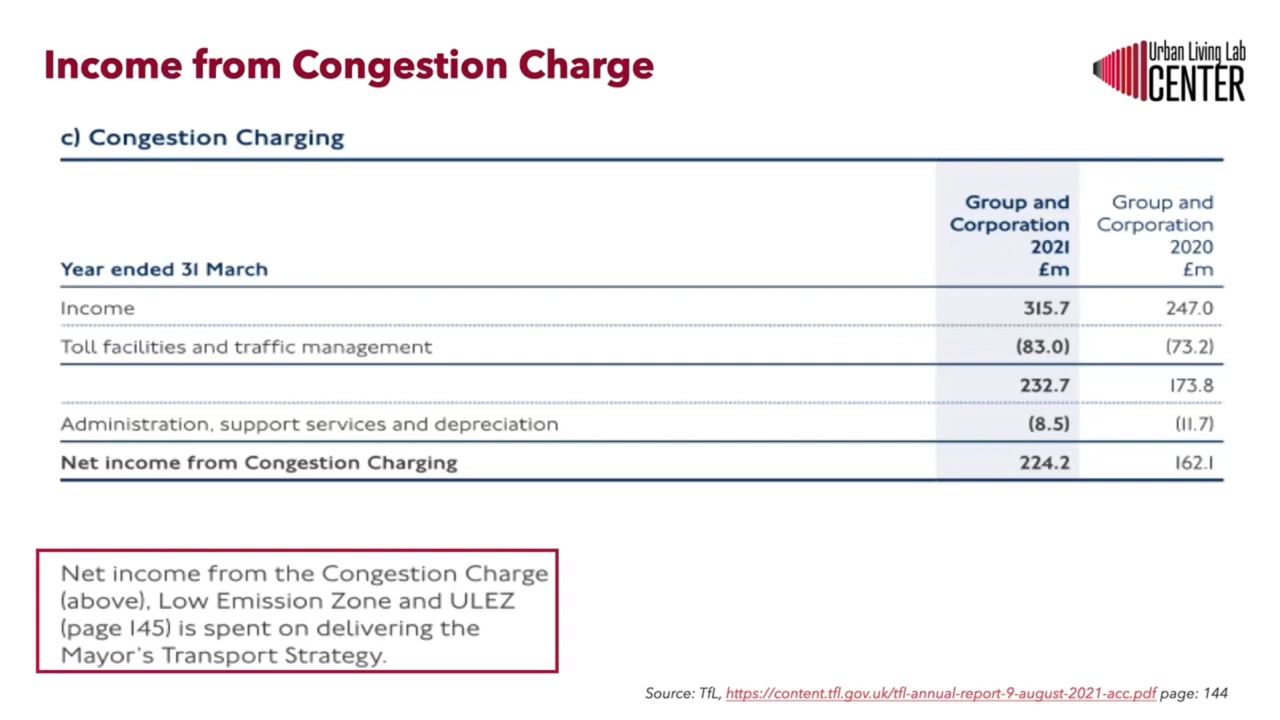 Income from Congestion Charge
Urban Living Lab
CENTER
c) Congestion Charging
Group and Corporation 2021 £m
Group and Corporation 2020 £m
Year ended 31 March
Income 315.7 247.0
Toll facilities and traffic management (83.0) (73.2)
232.7 173.8
Administration, support services and depreciation (8.5) (11.7)
Net income from Congestion Charging 224.2 162.1
Net income from the Congestion Charge
(above), Low Emission Zone and ULEZ
(page 145) is spent on delivering the
Mayor's Transport Strategy.
Source: TfL, https://content.tfl.gov.uk/tfl-annual-report-9-august-2021-acc.pdf page: 144